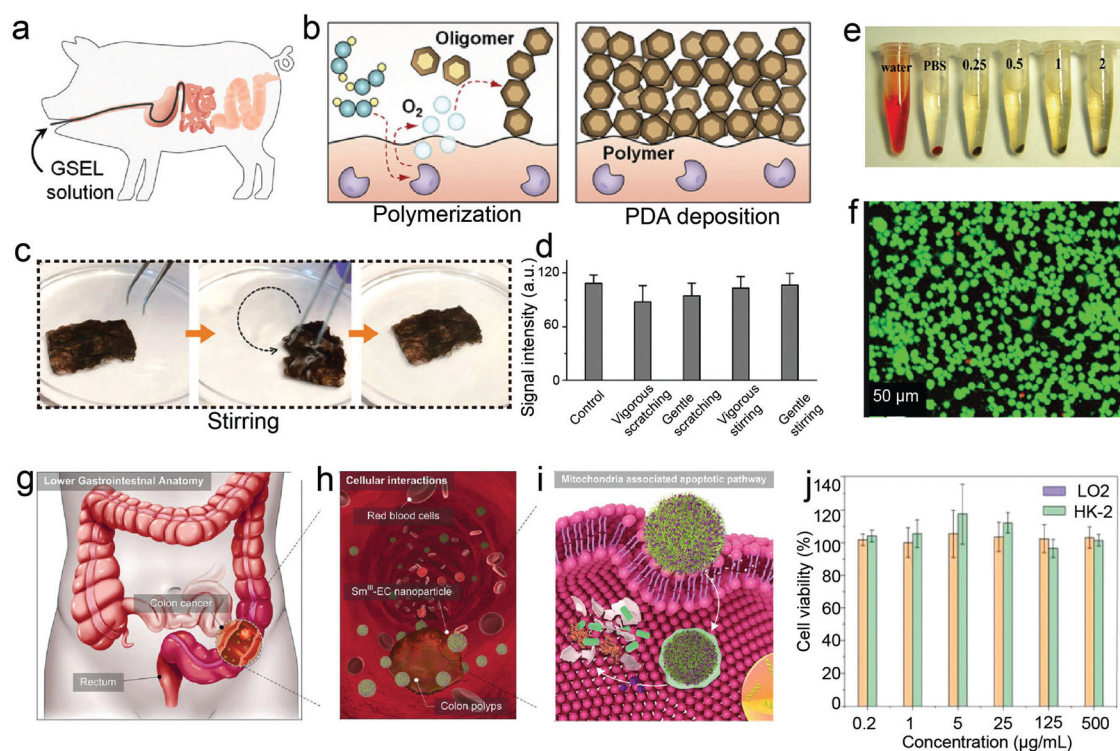 a
GSEL
solution
b
Oligomer
O2
Polymer
Polymerization
PDA deposition
c
Stirring
d
Signal intensity (a.u.)
120
90
60
30
0
Control
Vigorous
scratching
Gentle
scratching
Vigorous
stirring
Gentle
stirring
e
water
PBS
0.25
0.5
1
2
f
50 μm
g
Lower Gastrointestnal Anatomy
Colon cancer
Rectum
h
Cellular interactions
Red blood cells
SmIII-EC nanoparticle
Colon polyps
i
Mitochondria associated apoptotic pathway
j
LO2
HK-2
Cell viability (%)
140
120
100
80
60
40
20
0
0.2
1
5
25
125
500
Concentration (μg/mL)